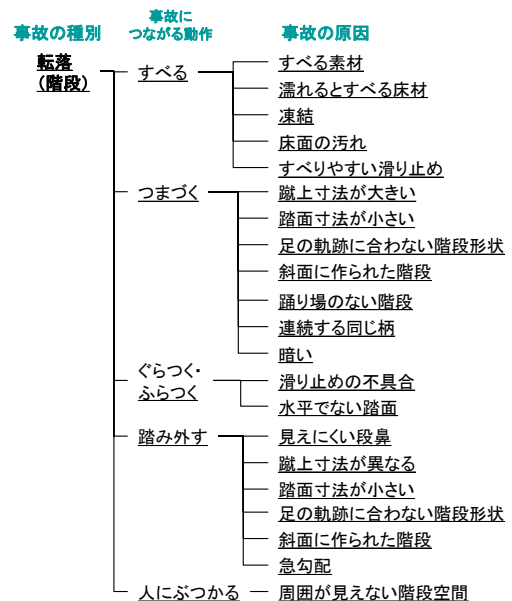 事故の種別
事故に
つながる動作
事故の原因
転落
(階段)
すべる
すべる素材
濡れるとすべる床材
凍結
床面の汚れ
すべりやすい滑り止め
つまづく
蹴上寸法が大きい
踏面寸法が小さい
足の軌跡に合わない階段形状
斜面に作られた階段
踊り場のない階段
連続する同じ柄
暗い
ぐらつく・
ふらつく
滑り止めの不具合
水平でない踏面
踏み外す
見えにくい段鼻
蹴上寸法が異なる
踏面寸法が小さい
足の軌跡に合わない階段形状
斜面に作られた階段
急勾配
人にぶつかる
周囲が見えない階段空間